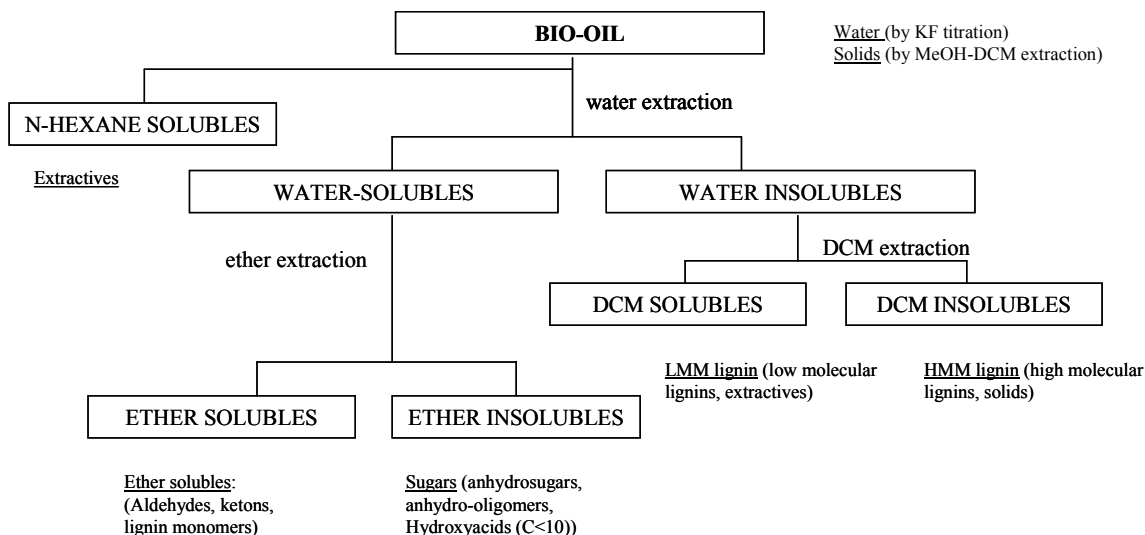 BIO-OIL
Water (by KF titration)
Solids (by MeOH-DCM extraction)
water extraction
N-HEXANE SOLUBLES
Extractives
WATER-SOLUBLES
WATER INSOLUBLES
ether extraction
DCM extraction
DCM SOLUBLES
DCM INSOLUBLES
LMM lignin (low molecular
lignins, extractives)
HMM lignin (high molecular
lignins, solids)
ETHER SOLUBLES
ETHER INSOLUBLES
Ether solubles:
(Aldehydes, ketons,
lignin monomers)
Sugars (anhydrosugars,
anhydro-oligomers,
Hydroxyacids (C<10))